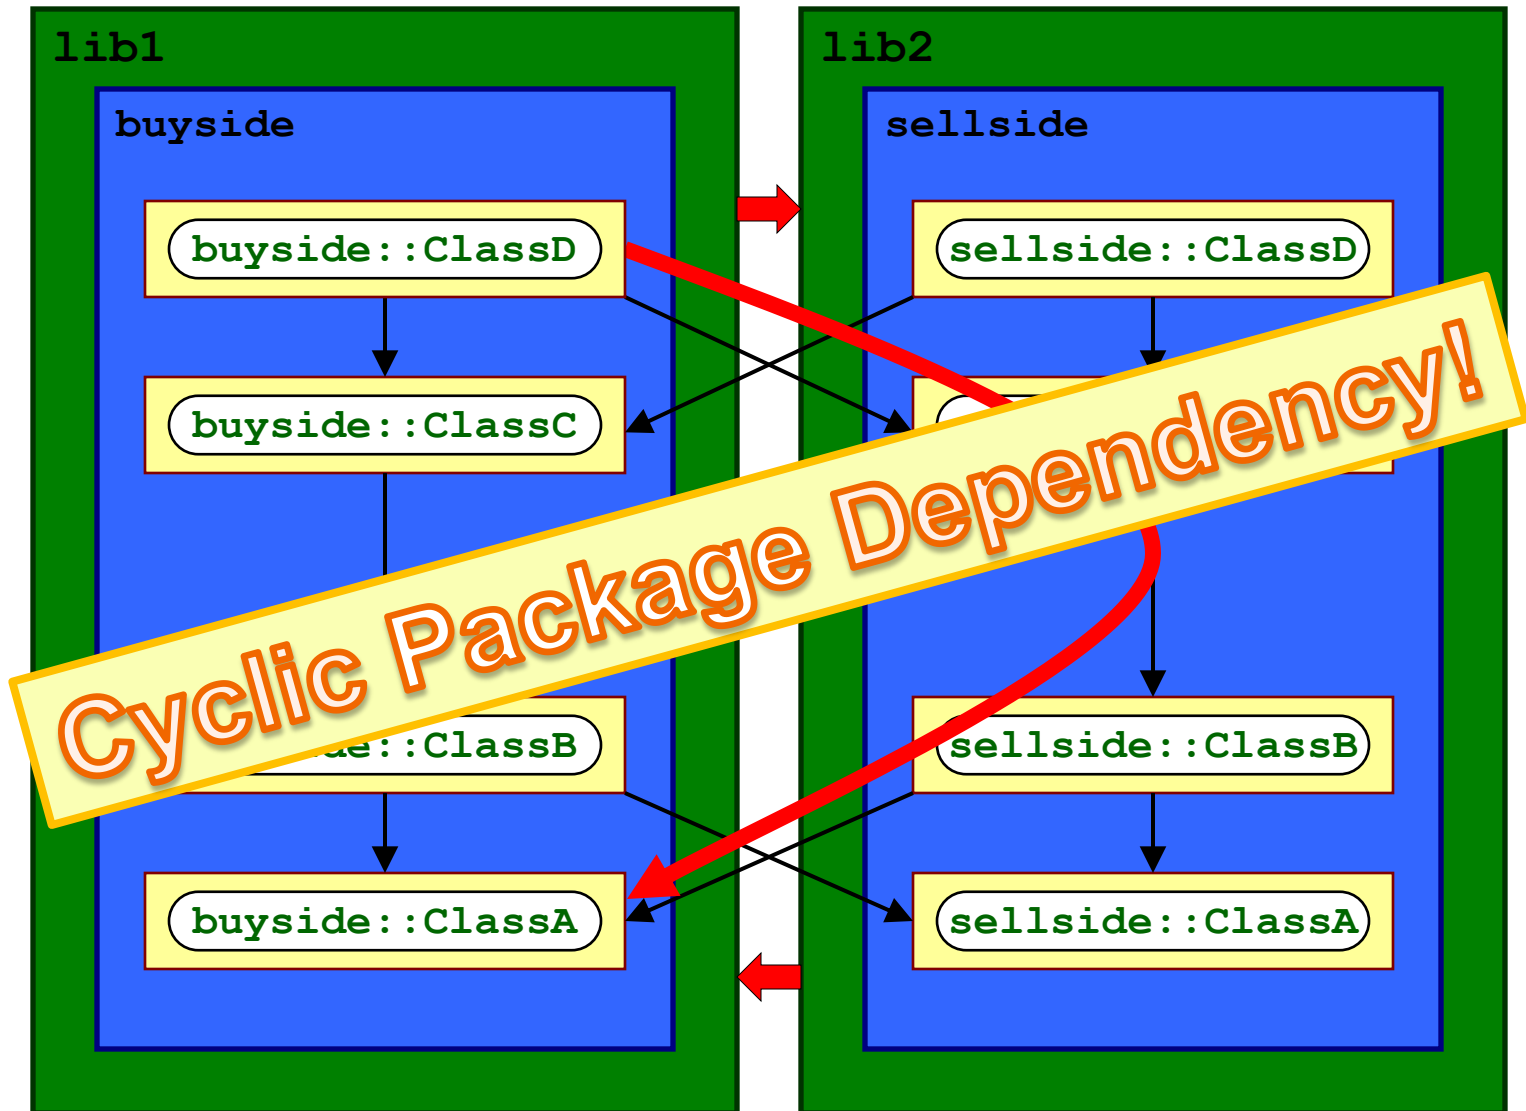 lib1
lib2
buyside
sellside
buyside::ClassD
sellside::ClassD
buyside::ClassC
Cyclic Package Dependency!
::ClassB
sellside::ClassB
buyside::ClassA
sellside::ClassA